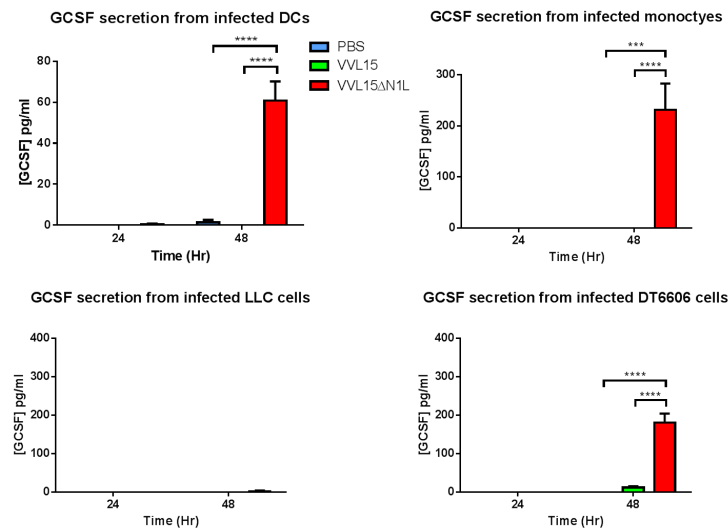 GCSF secretion from infected DCs
[GCSF] pg/ml
80
60
40
20
0
24
48
Time (Hr)
****
****
PBS
VVL15
VVL15ΔN1L
GCSF secretion from infected monoctyes
[GCSF] pg/ml
300
200
100
0
24
48
Time (Hr)
***
****
GCSF secretion from infected LLC cells
[GCSF] pg/ml
400
300
200
100
0
24
48
Time (Hr)
GCSF secretion from infected DT6606 cells
[GCSF] pg/ml
400
300
200
100
0
24
48
Time (Hr)
****
****